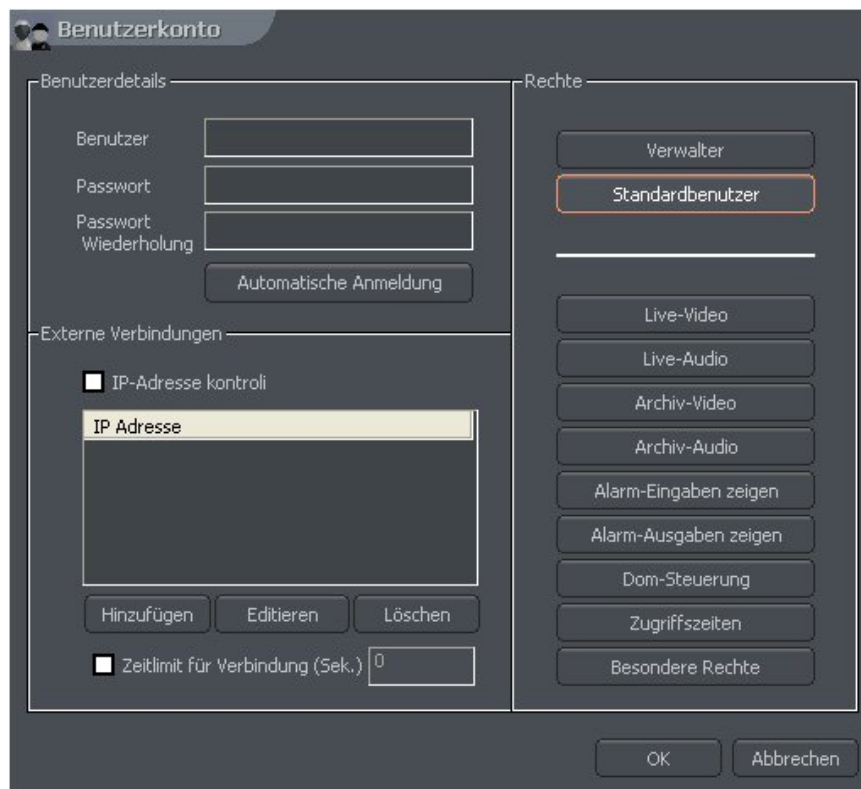 Benutzerkonto
Benutzerdetails
Benutzer
Passwort
Passwort
Wiederholung
Automatische Anmeldung
Externe Verbindungen
IP-Adresse kontroli
IP Adresse
Hinzufügen
Editieren
Löschen
Zeitlimit für Verbindung (Sek.)
0
Rechte
Verwalter
Standardbenutzer
Live-Video
Live-Audio
Archiv-Video
Archiv-Audio
Alarm-Eingaben zeigen
Alarm-Ausgaben zeigen
Dom-Steuerung
Zugriffszeiten
Besondere Rechte
OK
Abbrechen